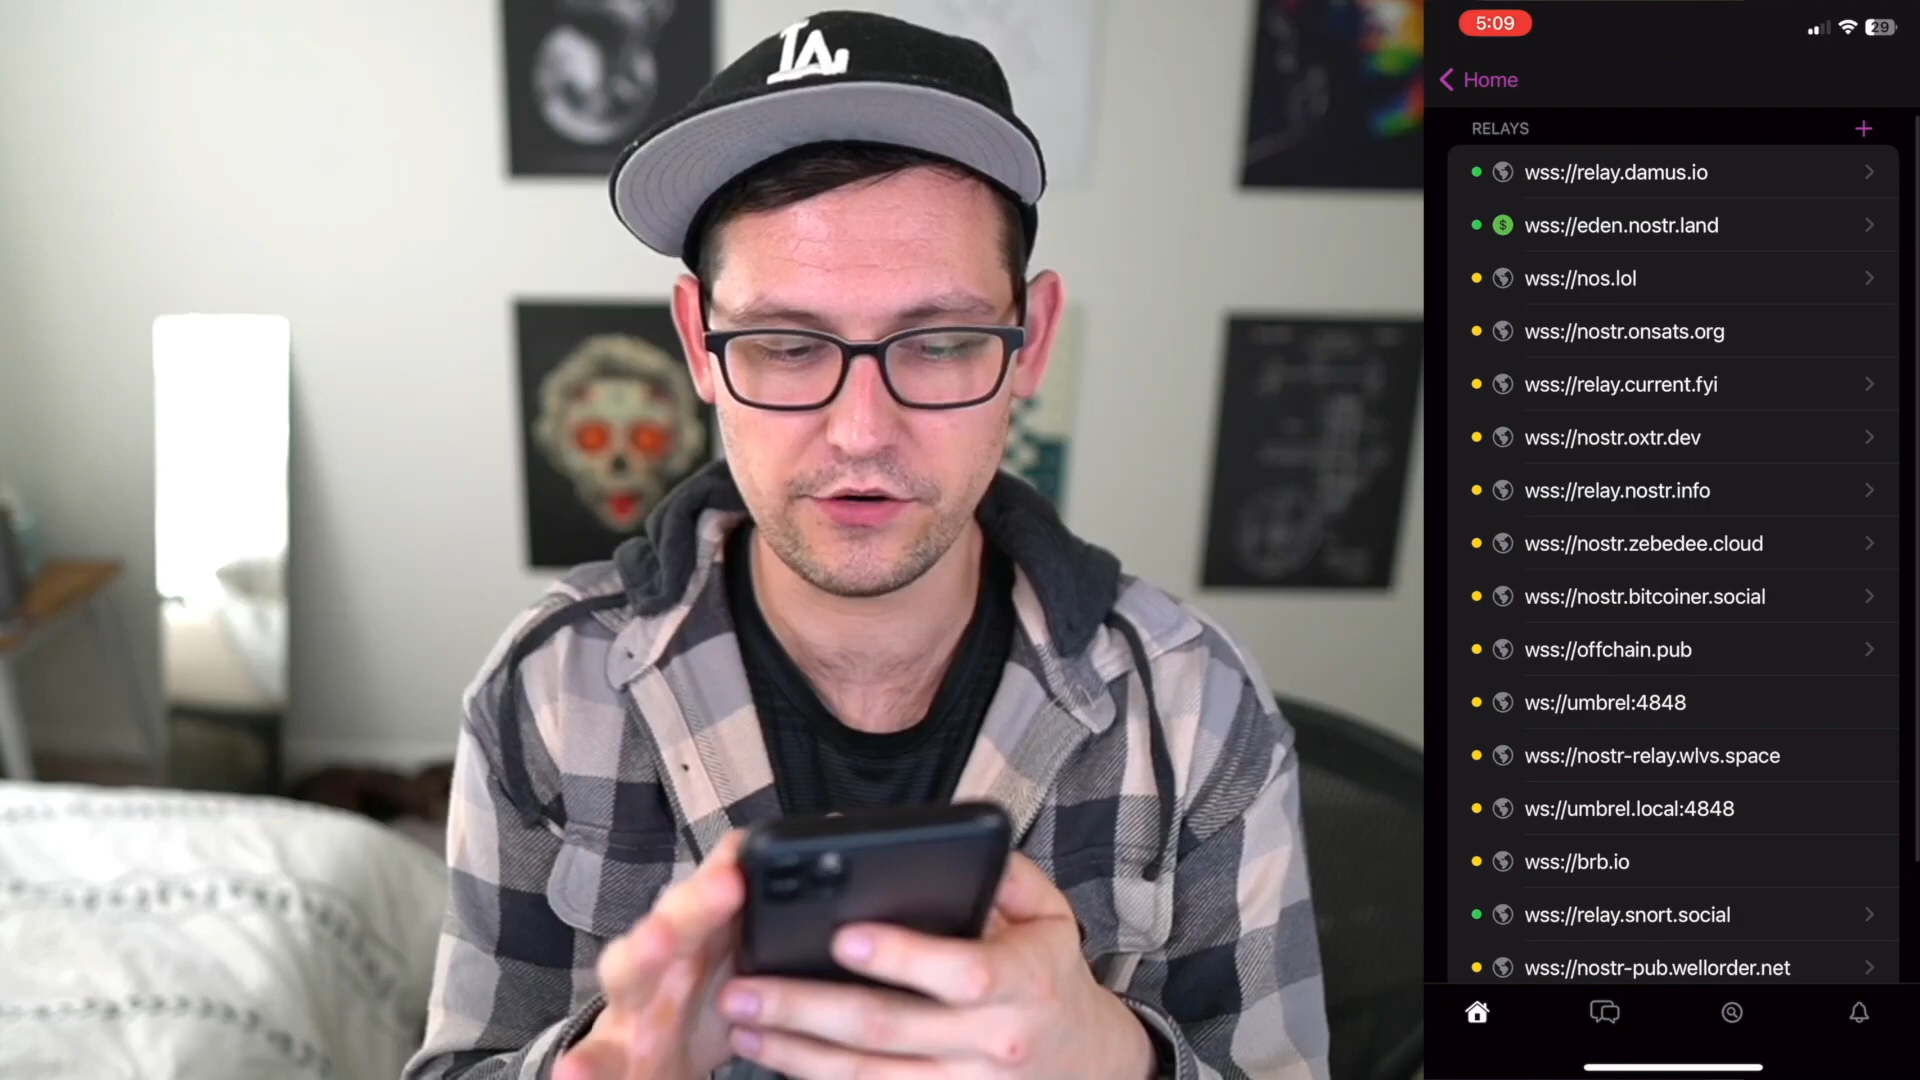 LA
5:09
29
Home
RELAYS
wss://relay.damus.io
$
wss://eden.nostr.land
wss://nos.lol
wss://nostr.onsats.org
wss://relay.current.fyi
wss://nostr.oxtr.dev
wss://relay.nostr.info
wss://nostr.zebedee.cloud
wss://nostr.bitcoiner.social
wss://offchain.pub
ws://umbrel:4848
wss://nostr-relay.wlvs.space
ws://umbrel.local:4848
wss://brb.io
wss://relay.snort.social
wss://nostr-pub.wellorder.net